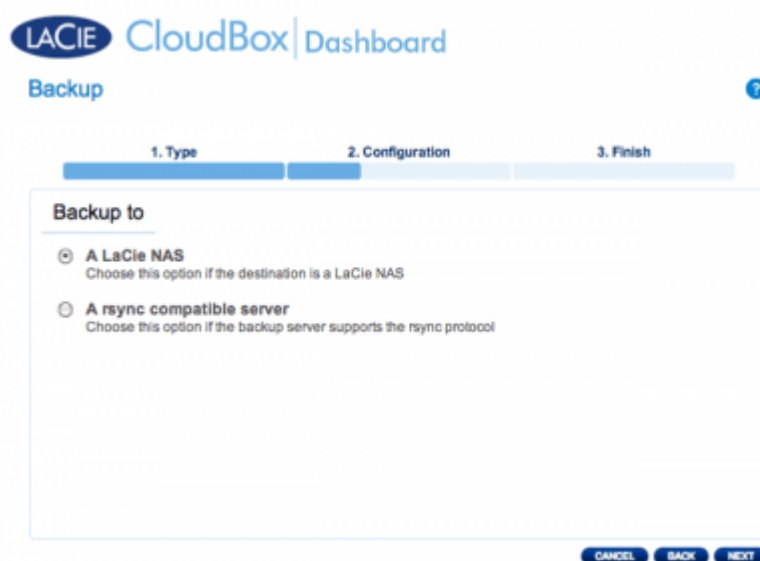 LACIE CloudBox Dashboard
Backup
?
1. Type 2. Configuration 3. Finish
Backup to
A LaCie NAS
Choose this option if the destination is a LaCie NAS
A rsync compatible server
Choose this option if the backup server supports the rsync protocol
CANCEL BACK NEXT